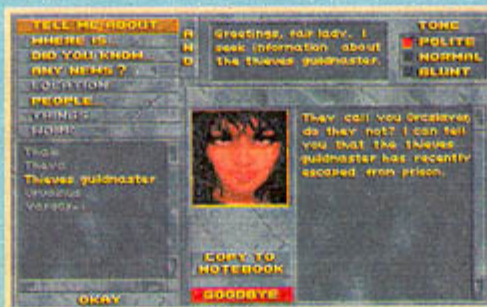 TELL ME ABOUT
WHERE IS
DID YOU KNOW
ANY NEWS?
LOCATION
PEOPLE
THINGS
WORK
A
N
D
Greetings, fair lady. I
seek information about
the thieves guildmaster.
TONE
POLITE
NORMAL
BLUNT
Thieves guildmaster
They call you Orcslayer,
do they not? I can tell
you that the thieves
guildmaster has recently
escaped from prison.
COPY TO
NOTEBOOK
OKAY
GOODBYE